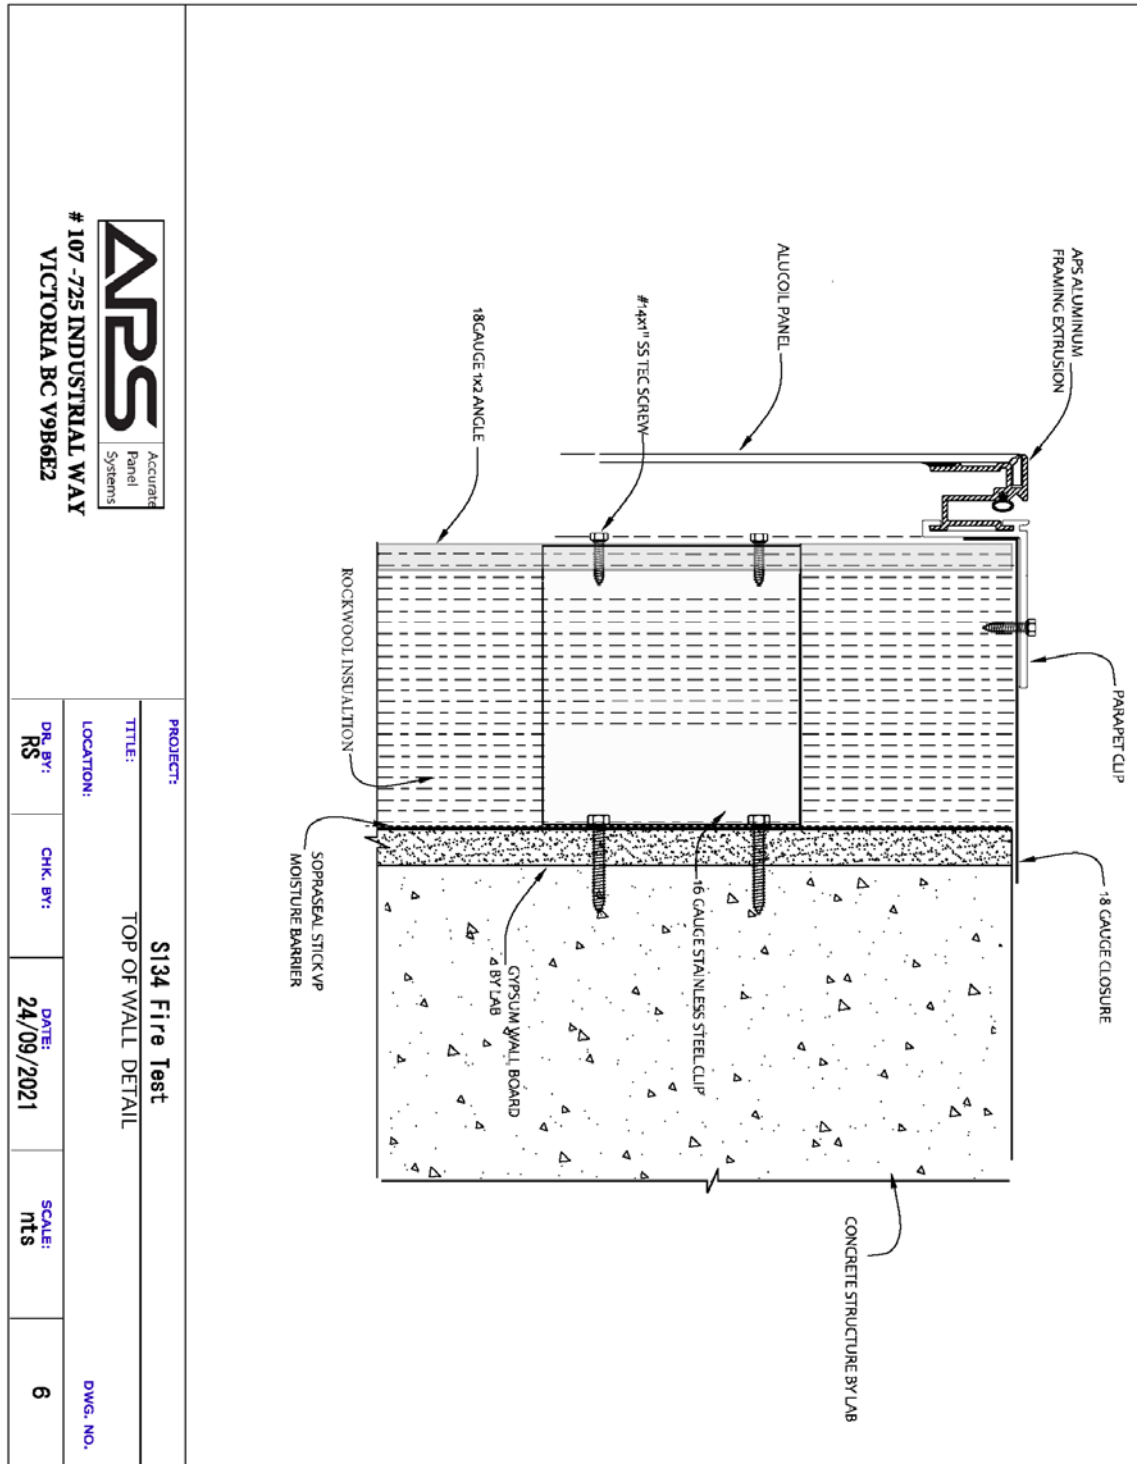 APS ALUMINUM
FRAMING EXTRUSION
ALUCOIL PANEL
#14x1" SS TEC SCREW
18GAUGE 1x2 ANGLE
PARAPET CLIP
18 GAUGE CLOSURE
ROCKWOOL INSUALTION
16 GAUGE STAINLESS STEEL CLIP
SOPRASEAL STICK VP
MOISTURE BARRIER
GYPSUM WALL BOARD
BY LAB
CONCRETE STRUCTURE BY LAB
APS
Accurate
Panel
Systems
# 107 -725 INDUSTRIAL WAY
VICTORIA BC V9B6E2
PROJECT:
S134 Fire Test
TITLE:
TOP OF WALL DETAIL
LOCATION:
DWG. NO.
DR. BY:
RS
CHK. BY:
DATE:
24/09/2021
SCALE:
nts
6